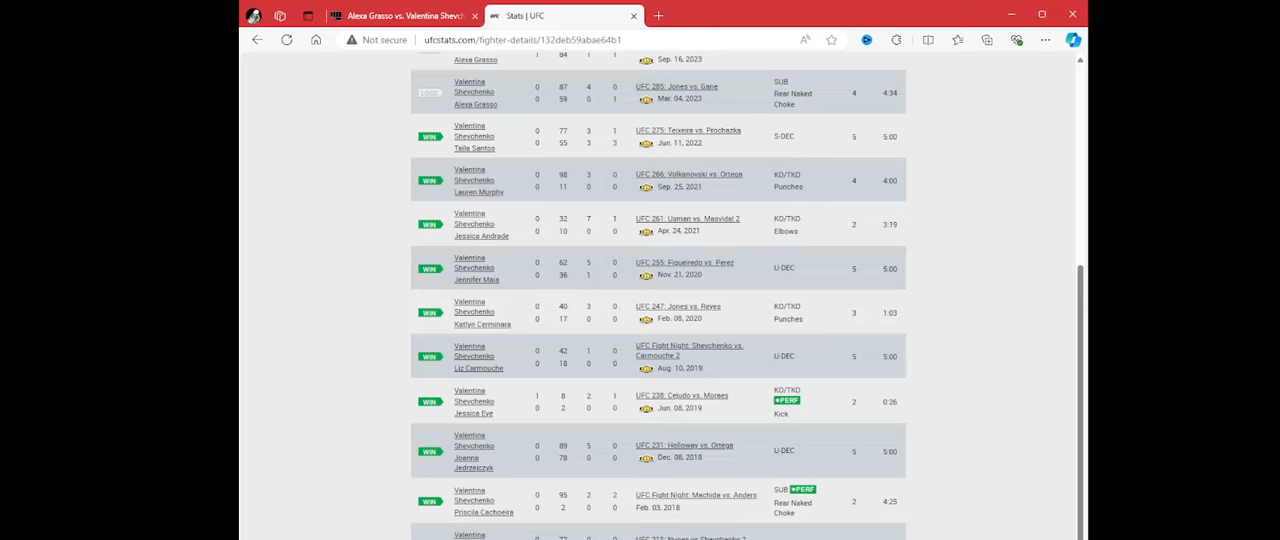 Alexa Grasso vs. Valentina Shevch
Stats | UFC
Not secure
ufcstats.com/fighter-details/132deb59abae64b1
1 84 1 1
Alexa Grasso
Sep. 16, 2023
LOSS
Valentina Shevchenko 0 87 4 0
Alexa Grasso 0 59 0 1
UFC 285: Jones vs. Gane
Mar. 04, 2023
SUB
Rear Naked Choke
4 4:34
WIN
Valentina Shevchenko 0 77 3 1
Taila Santos 0 55 3 3
UFC 275: Teixeira vs. Prochazka
Jun. 11, 2022
S-DEC
5 5:00
WIN
Valentina Shevchenko 0 98 3 0
Lauren Murphy 0 11 0 0
UFC 266: Volkanovski vs. Ortega
Sep. 25, 2021
KO/TKO
Punches
4 4:00
WIN
Valentina Shevchenko 0 32 7 1
Jessica Andrade 0 10 0 0
UFC 261: Usman vs. Masvidal 2
Apr. 24, 2021
KO/TKO
Elbows
2 3:19
WIN
Valentina Shevchenko 0 62 5 0
Jennifer Maia 0 36 1 0
UFC 255: Figueiredo vs. Perez
Nov. 21, 2020
U-DEC
5 5:00
WIN
Valentina Shevchenko 0 40 3 0
Katlyn Cerminara 0 17 0 0
UFC 247: Jones vs. Reyes
Feb. 08, 2020
KO/TKO
Punches
3 1:03
WIN
Valentina Shevchenko 0 42 1 0
Liz Carmouche 0 18 0 0
UFC Fight Night: Shevchenko vs. Carmouche 2
Aug. 10, 2019
U-DEC
5 5:00
WIN
Valentina Shevchenko 1 8 2 1
Jessica Eye 0 2 0 0
UFC 238: Cejudo vs. Moraes
Jun. 08, 2019
KO/TKO
PERF
Kick
2 0:26
WIN
Valentina Shevchenko 0 89 5 0
Joanna Jedrzejczyk 0 78 0 0
UFC 231: Holloway vs. Ortega
Dec. 08, 2018
U-DEC
5 5:00
WIN
Valentina Shevchenko 0 95 2 2
Priscila Cachoeira 0 2 0 0
UFC Fight Night: Machida vs. Anders
Feb. 03, 2018
SUB PERF
Rear Naked Choke
2 4:25
Valentina